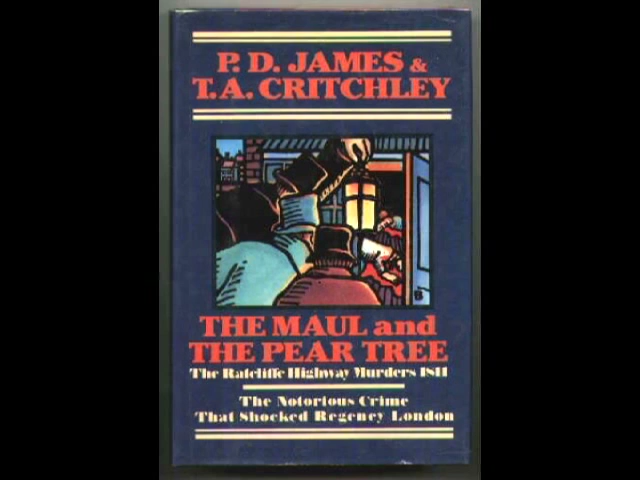 P. D. JAMES &
T. A. CRITCHLEY
THE MAUL and
THE PEAR TREE
The Ratcliffe Highway Murders 1811
The Notorious Crime
That Shocked Regency London